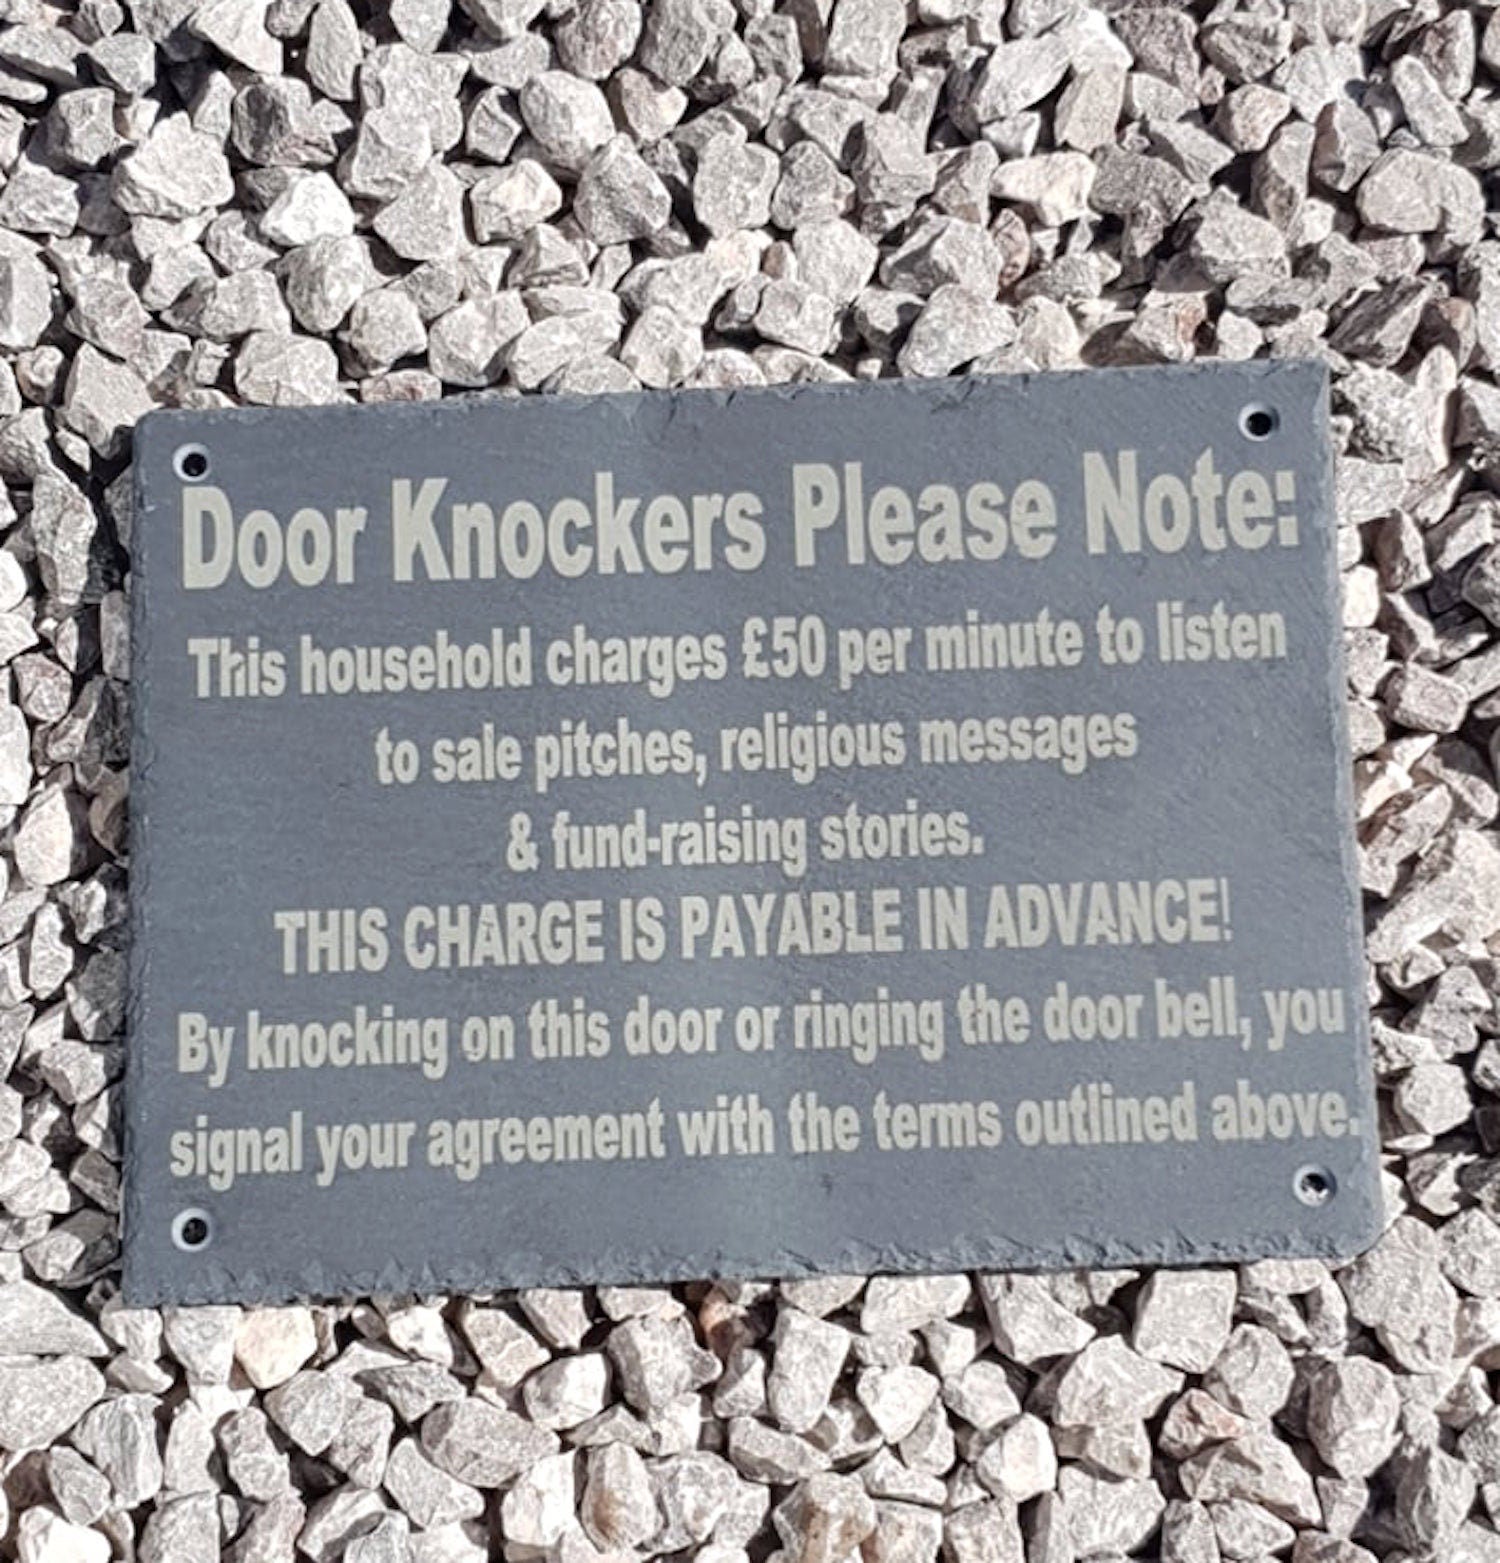 Door Knockers Please Note:
This household charges £50 per minute to listen
to sale pitches, religious messages
& fund-raising stories.
THIS CHARGE IS PAYABLE IN ADVANCE!
By knocking on this door or ringing the door bell, you
signal your agreement with the terms outlined above.